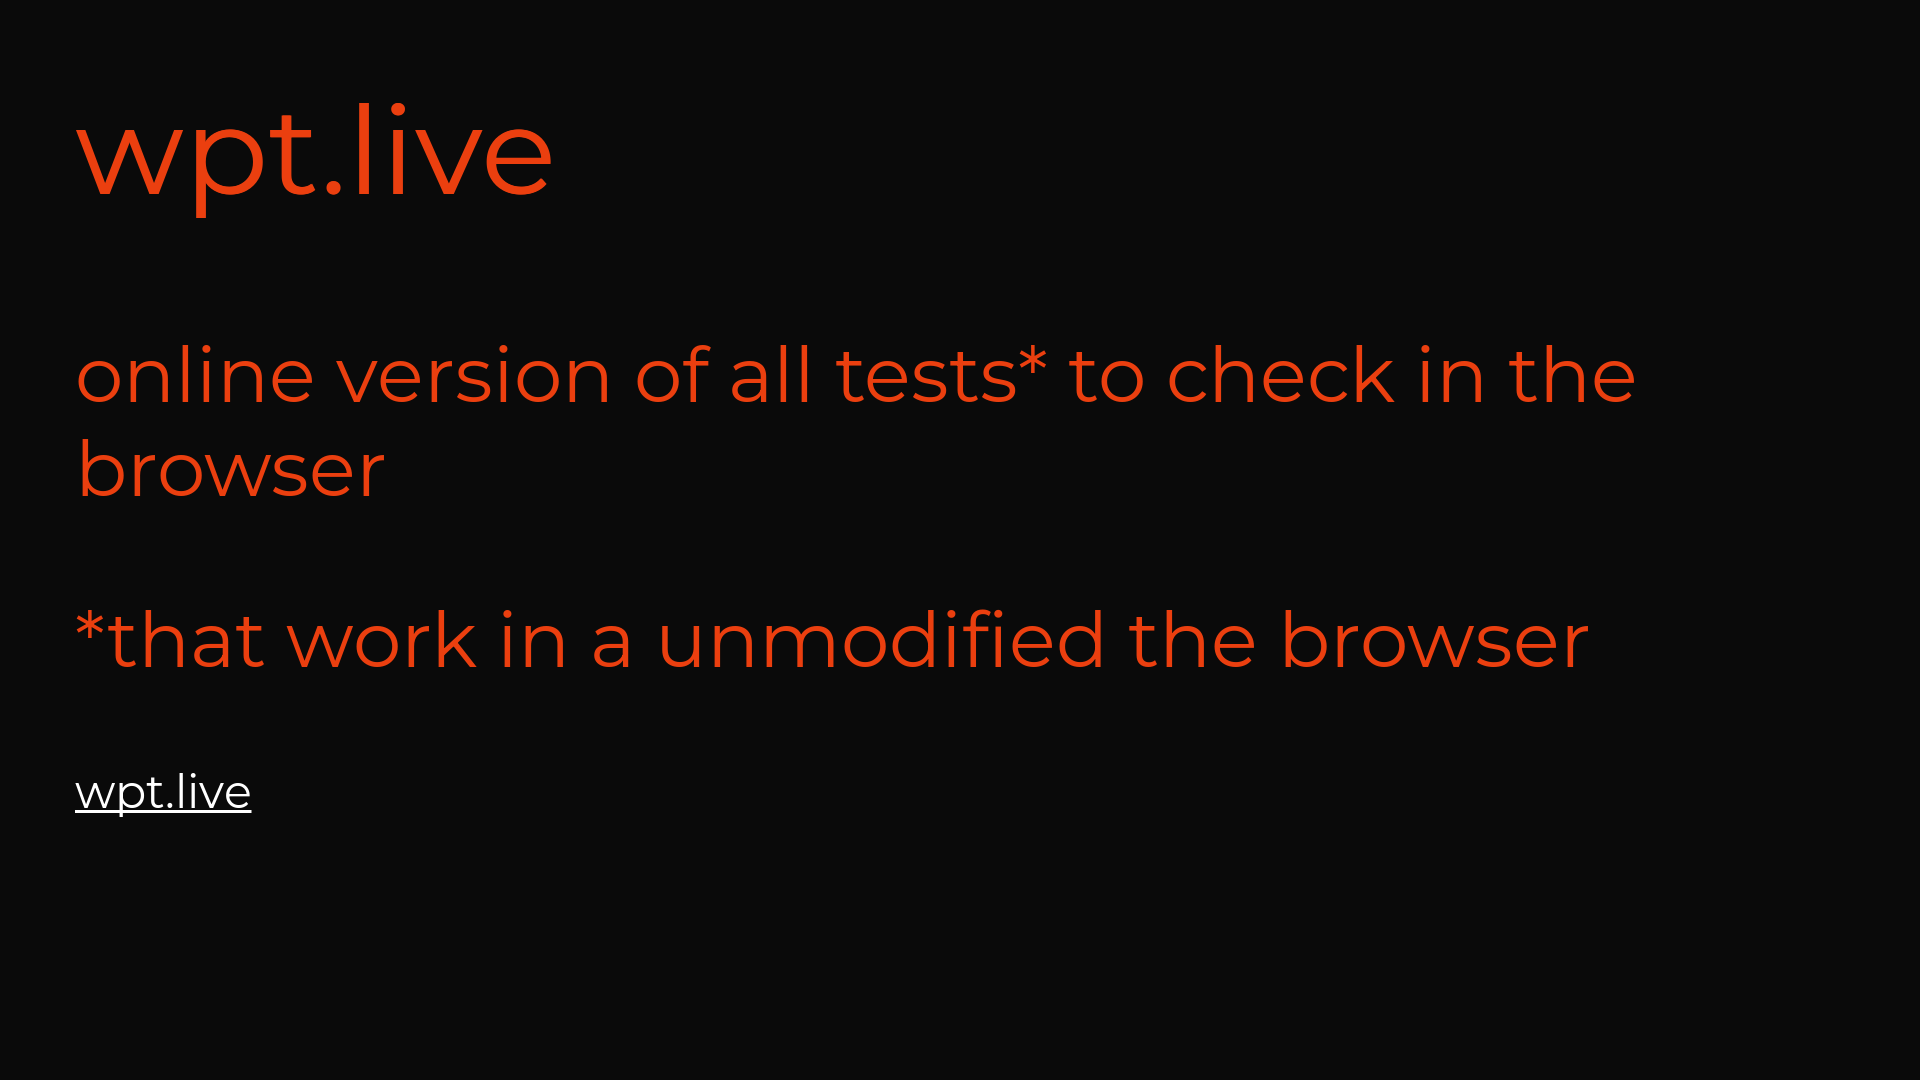 wpt.live
online version of all tests* to check in the
browser
*that work in a unmodified the browser
wpt.live